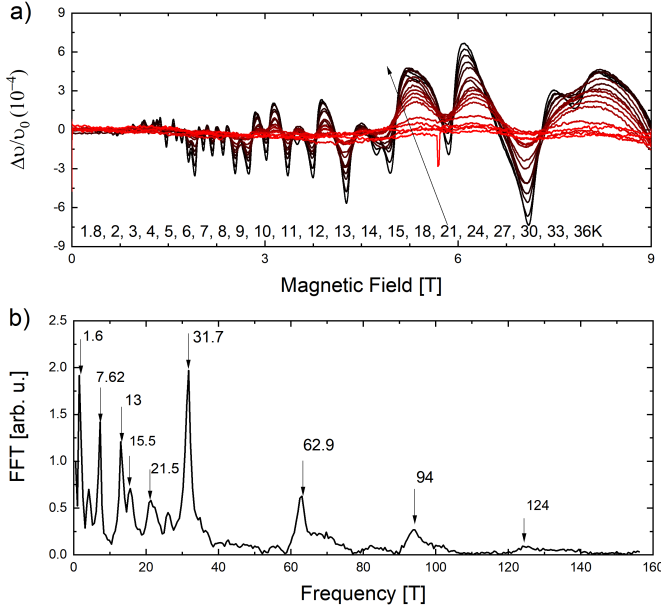 a)
9
6
3
0
-3
-6
-9
Δυ/υ₀ (10⁻⁴)
1.8, 2, 3, 4, 5, 6, 7, 8, 9, 10, 11, 12, 13, 14, 15, 18, 21, 24, 27, 30, 33, 36K
0 3 6 9
Magnetic Field [T]
b)
2.5
2.0
1.5
1.0
0.5
0.0
FFT [arb. u.]
1.6
7.62
13
15.5
21.5
31.7
62.9
94
124
0 20 40 60 80 100 120 140 160
Frequency [T]